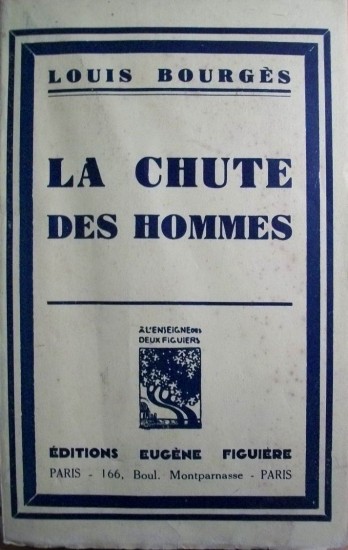 LOUIS BOURGÈS
LA CHUTE
DES HOMMES
A L'ENSEIGNE DES
DEUX FIGUIERS
ÉDITIONS EUGÈNE FIGUIÈRE
PARIS - 166, Boul. Montparnasse - PARIS